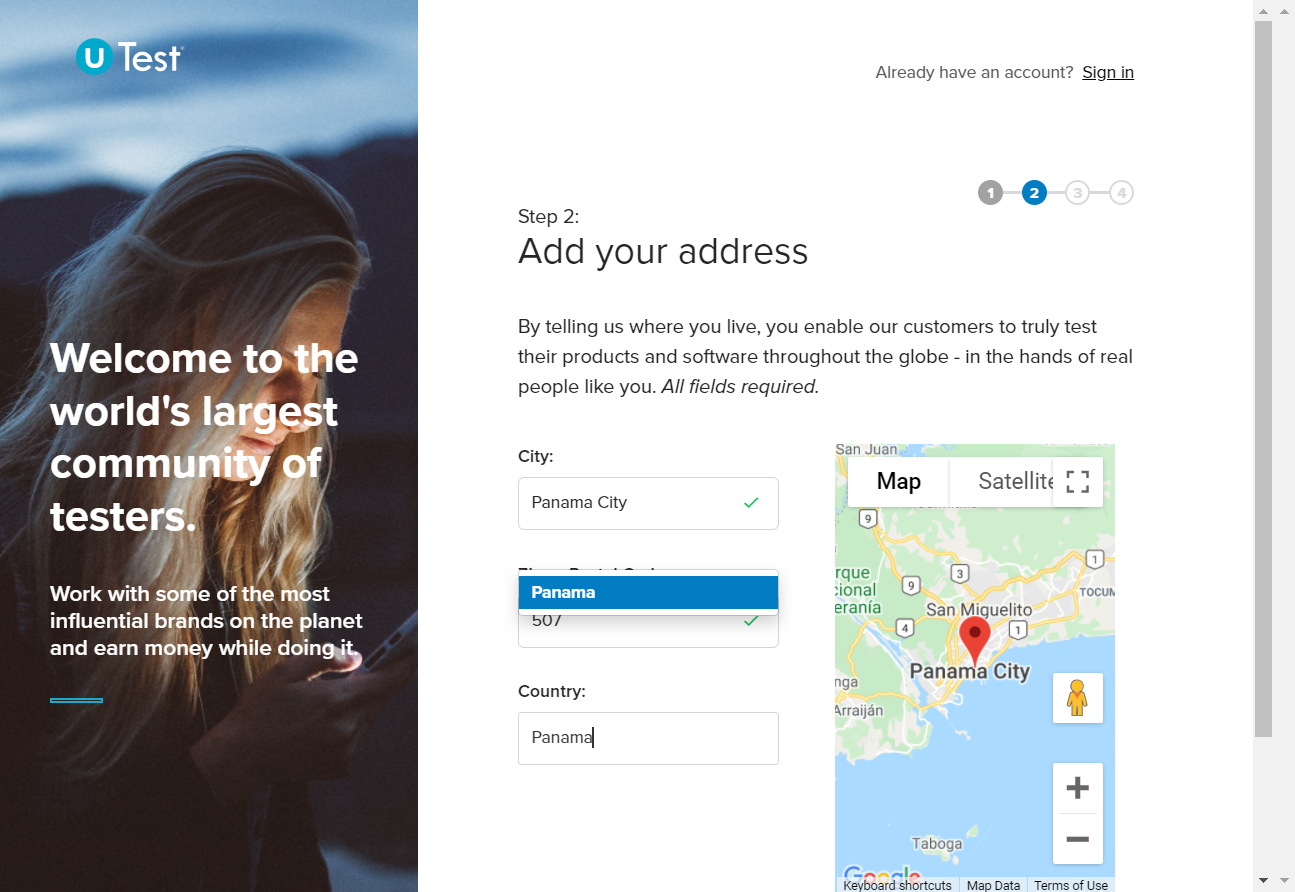 U Test
Already have an account? Sign in
1 2 3 4
Step 2:
Add your address
By telling us where you live, you enable our customers to truly test
their products and software throughout the globe - in the hands of real
people like you. All fields required.
Welcome to the
world's largest
community of
testers.
Work with some of the most
influential brands on the planet
and earn money while doing it.
City:
Panama City
Panama
507
Country:
Panama
San Juan
Map
Satellite
9
1
3
9
rque
cional
eranía
TOCUM
San Miguelito
4
1
Panama City
nga
Arraiján
Taboga
Google
Keyboard shortcuts
Map Data
Terms of Use